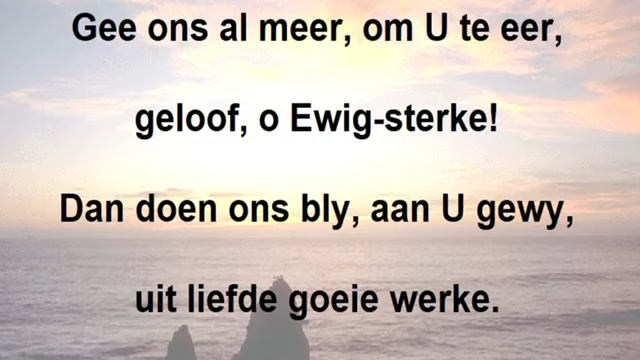 Gee ons al meer, om U te eer,
geloof, o Ewig-sterke!
Dan doen ons bly, aan U gewy,
uit liefde goeie werke.